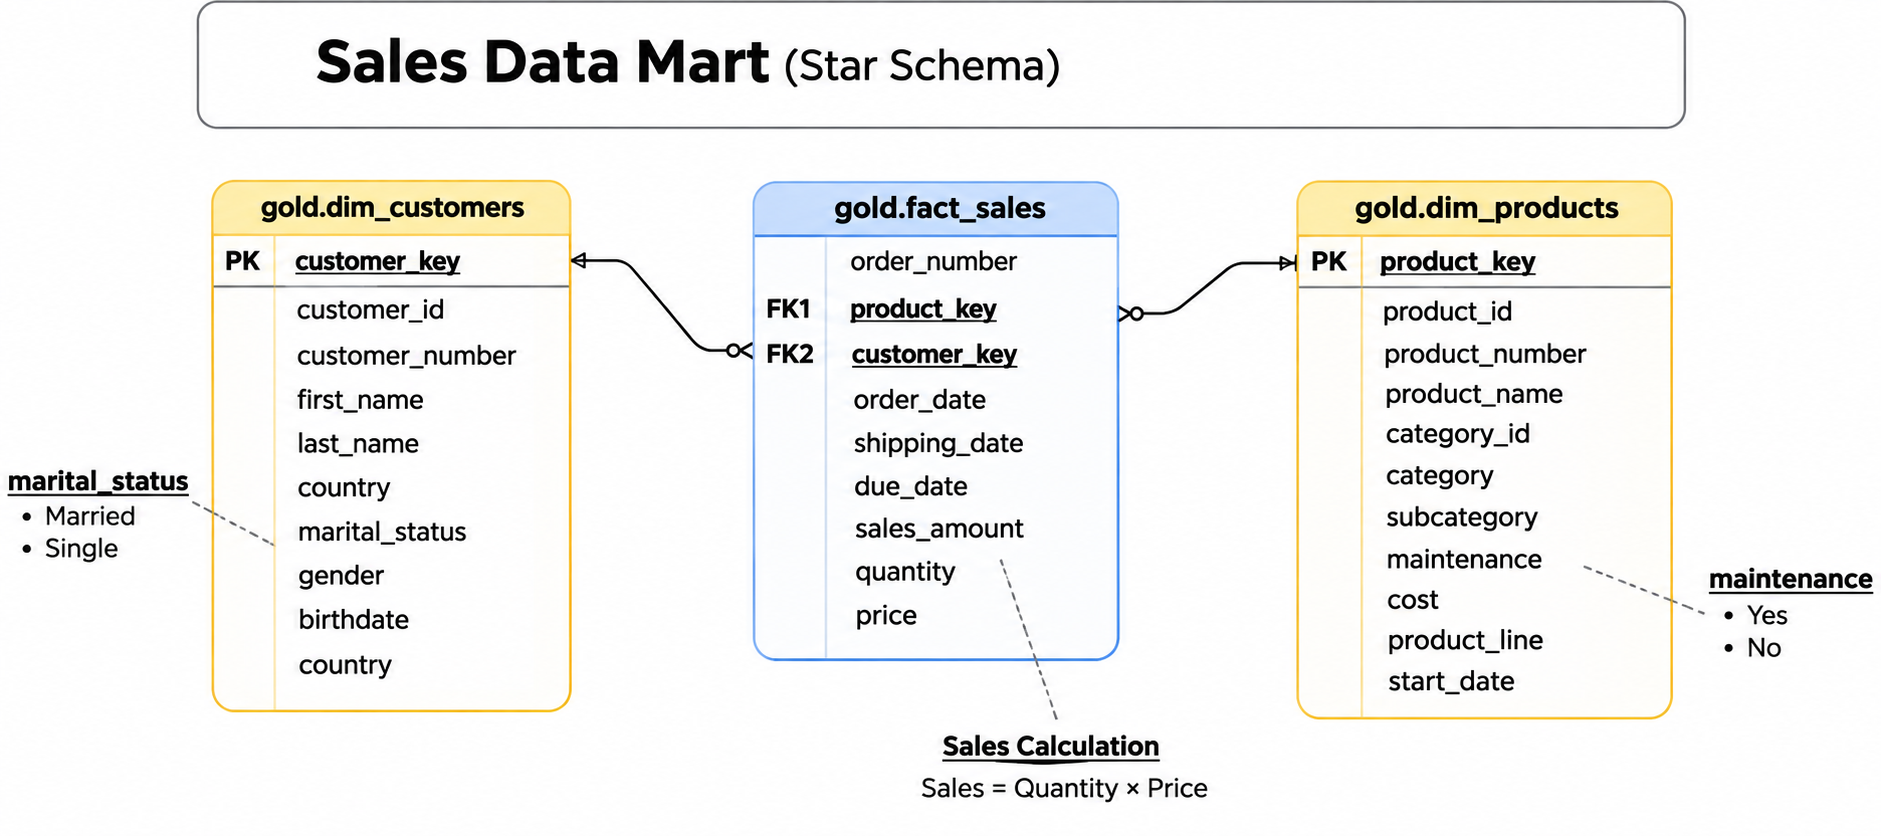 Sales Data Mart (Star Schema)
gold.dim_customers
PK customer_key
customer_id
customer_number
first_name
last_name
country
marital_status
gender
birthdate
country
marital_status
• Married
• Single
gold.fact_sales
order_number
FK1 product_key
FK2 customer_key
order_date
shipping_date
due_date
sales_amount
quantity
price
Sales Calculation
Sales = Quantity × Price
gold.dim_products
PK product_key
product_id
product_number
product_name
category_id
category
subcategory
maintenance
cost
product_line
start_date
maintenance
• Yes
• No